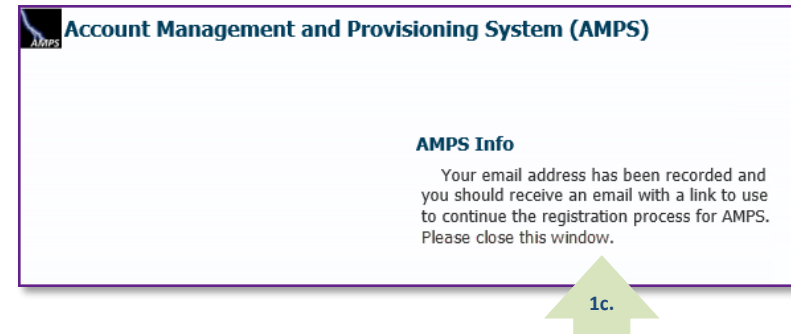 AMPS
Account Management and Provisioning System (AMPS)
AMPS Info
Your email address has been recorded and
you should receive an email with a link to use
to continue the registration process for AMPS.
Please close this window.
1c.